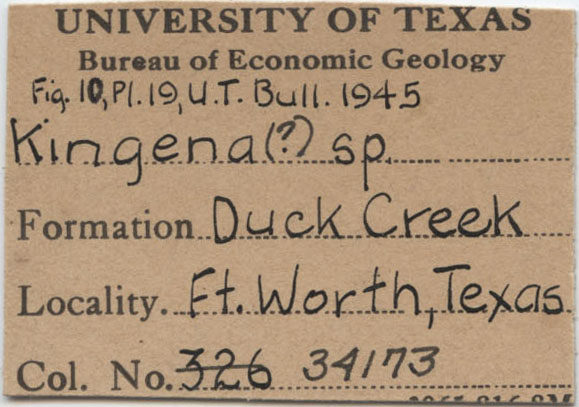 UNIVERSITY OF TEXAS
Bureau of Economic Geology
Fig. 10, Pl. 19, U.T. Bull. 1945
Kingena(?) sp.
Formation Duck Creek
Locality. Ft. Worth, Texas
Col. No. 326 34173